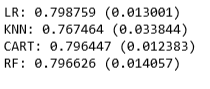 LR: 0.798759 (0.013001)
KNN: 0.767464 (0.033844)
CART: 0.796447 (0.012383)
RF: 0.796626 (0.014057)